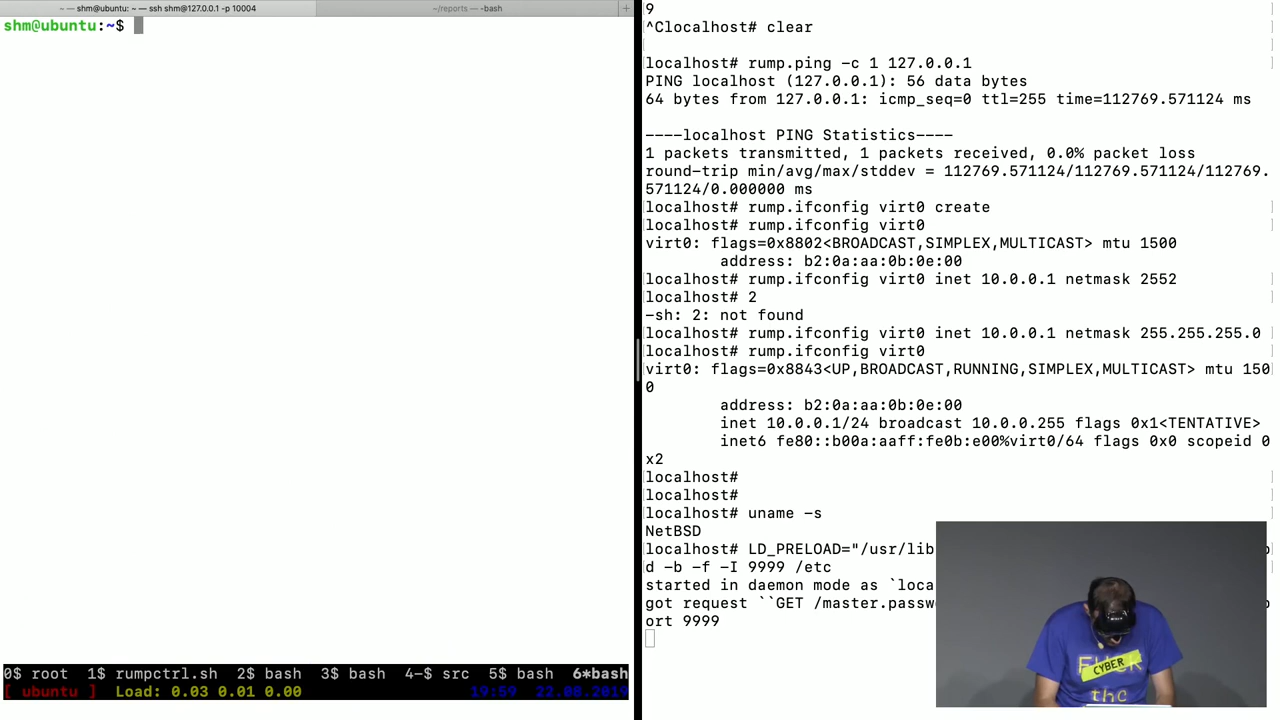 ~ — shm@ubuntu: ~ — ssh shm@127.0.0.1 -p 10004
~/reports — -bash
+
shm@ubuntu:~$
0$ root 1$ rumpctrl.sh 2$ bash 3$ bash 4-$ src 5$ bash 6*bash
[ ubuntu ] Load: 0.03 0.01 0.00 19:59 22.08.2019
9
^Clocalhost# clear
localhost# rump.ping -c 1 127.0.0.1
PING localhost (127.0.0.1): 56 data bytes
64 bytes from 127.0.0.1: icmp_seq=0 ttl=255 time=112769.571124 ms
----localhost PING Statistics----
1 packets transmitted, 1 packets received, 0.0% packet loss
round-trip min/avg/max/stddev = 112769.571124/112769.571124/112769.
571124/0.000000 ms
localhost# rump.ifconfig virt0 create
localhost# rump.ifconfig virt0
virt0: flags=0x8802<BROADCAST,SIMPLEX,MULTICAST> mtu 1500
address: b2:0a:aa:0b:0e:00
localhost# rump.ifconfig virt0 inet 10.0.0.1 netmask 2552
localhost# 2
-sh: 2: not found
localhost# rump.ifconfig virt0 inet 10.0.0.1 netmask 255.255.255.0
localhost# rump.ifconfig virt0
virt0: flags=0x8843<UP,BROADCAST,RUNNING,SIMPLEX,MULTICAST> mtu 150
0
address: b2:0a:aa:0b:0e:00
inet 10.0.0.1/24 broadcast 10.0.0.255 flags 0x1<TENTATIVE>
inet6 fe80::b00a:aaff:fe0b:e00%virt0/64 flags 0x0 scopeid 0
x2
localhost#
localhost#
localhost# uname -s
NetBSD
localhost# LD_PRELOAD="/usr/lib
d -b -f -I 9999 /etc
started in daemon mode as `loca
got request ``GET /master.passw
ort 9999
CYBER
the